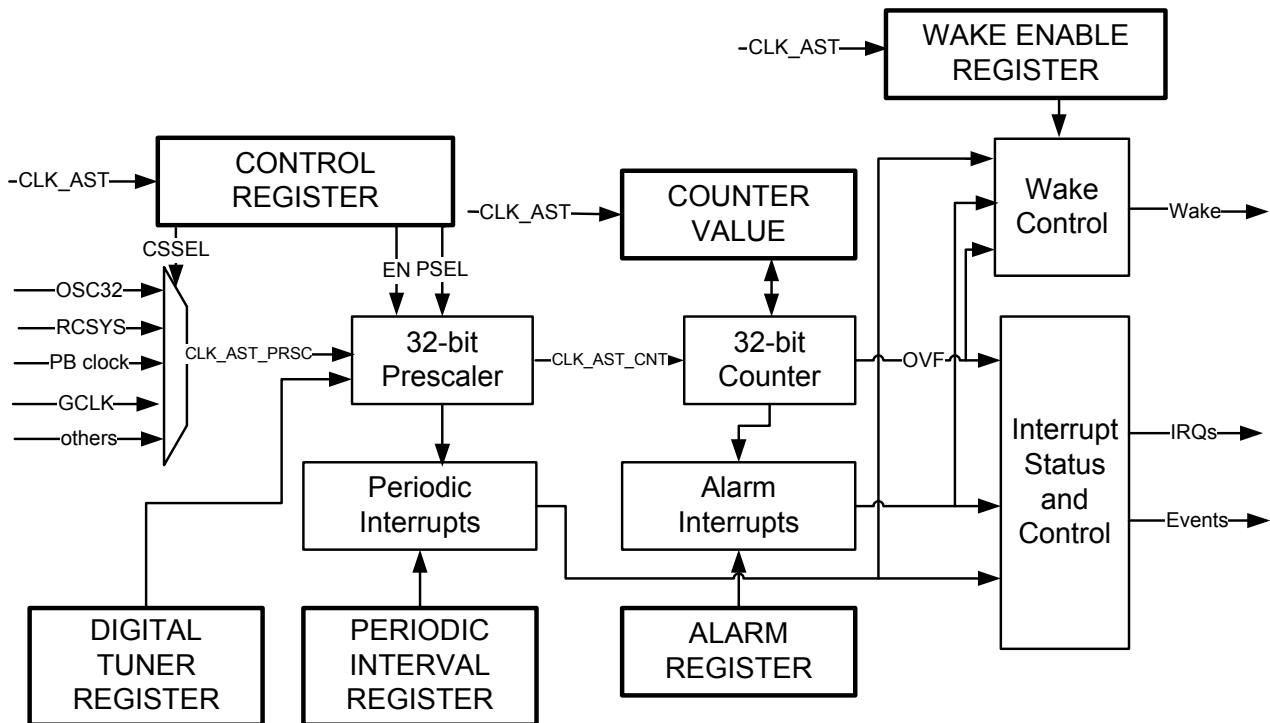 WAKE ENABLE
REGISTER
CLK_AST
CONTROL
REGISTER
CLK_AST
COUNTER
VALUE
CLK_AST
Wake
Control
Wake
CSSEL
EN
PSEL
OSC32
RCSYS
PB clock
GCLK
others
CLK_AST_PRSC
32-bit
Prescaler
CLK_AST_CNT
32-bit
Counter
OVF
Interrupt
Status
and
Control
IRQs
Events
Periodic
Interrupts
Alarm
Interrupts
DIGITAL
TUNER
REGISTER
PERIODIC
INTERVAL
REGISTER
ALARM
REGISTER